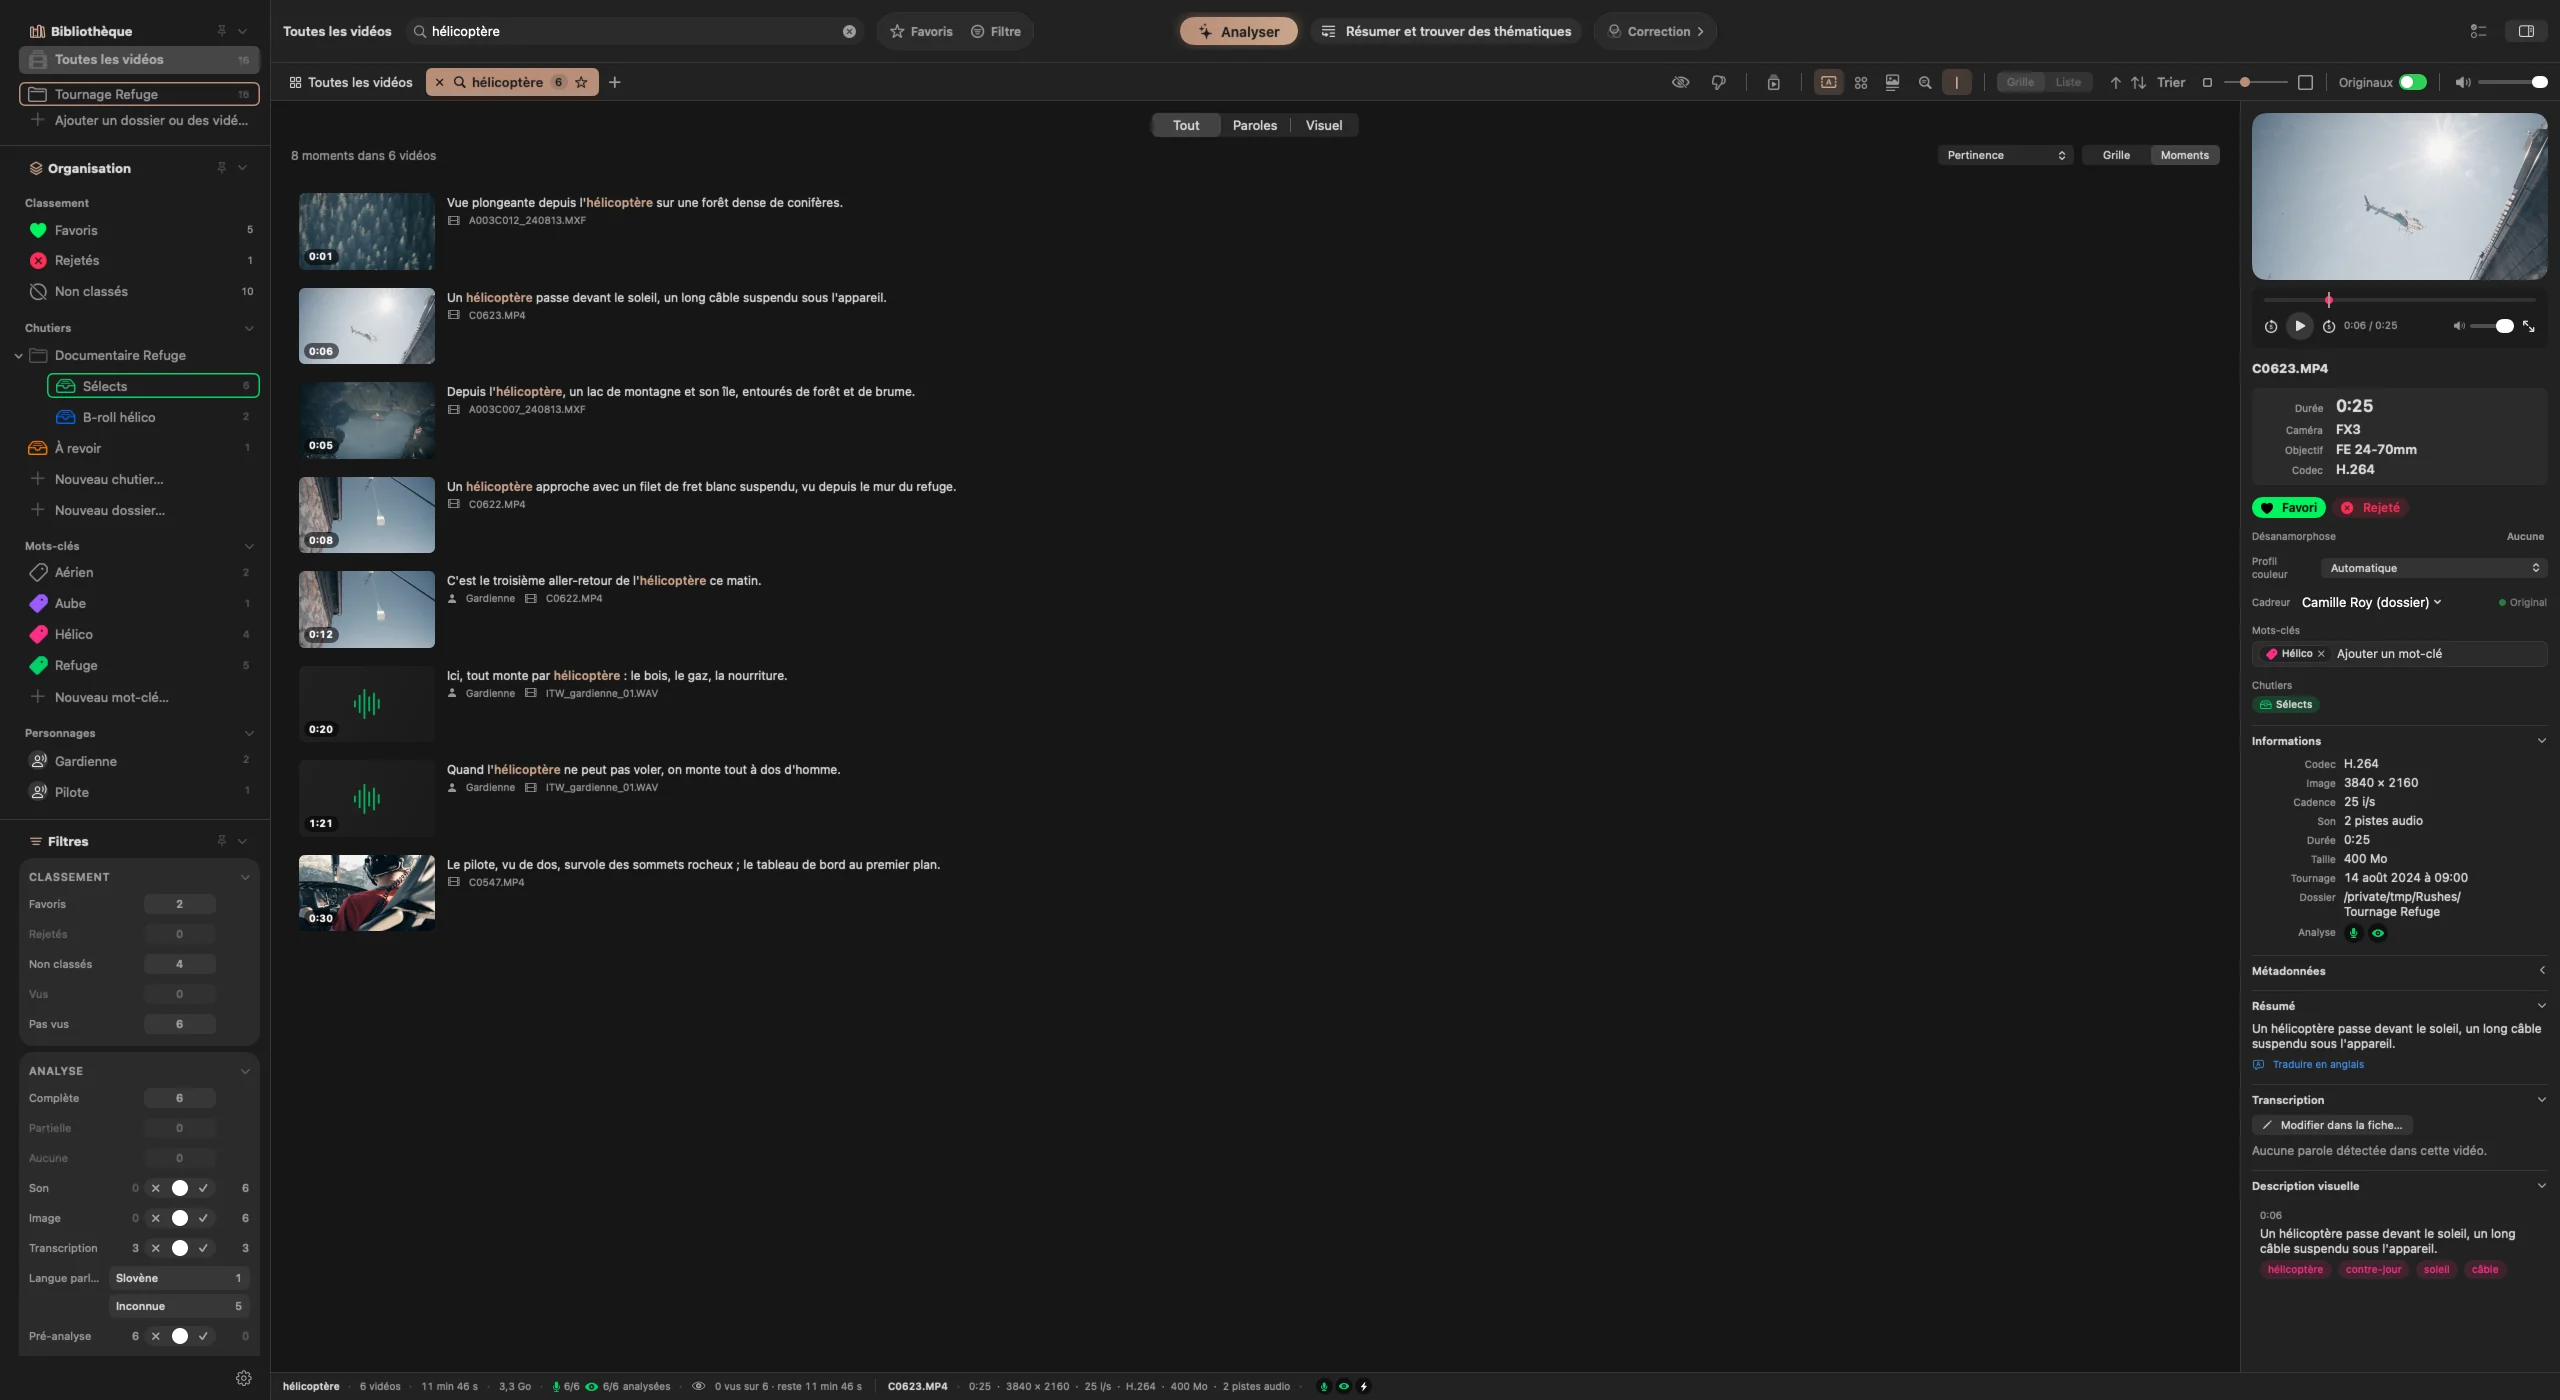 Bibliothèque
Toutes les vidéos 16
Tournage Refuge 16
Ajouter un dossier ou des vidé...
Organisation
Classement
Favoris 5
Rejetés 1
Non classés 10
Chutiers
Documentaire Refuge
Sélects 6
B-roll hélico 2
À revoir 1
Nouveau chutier...
Nouveau dossier...
Mots-clés
Aérien 2
Aube 1
Hélico 4
Refuge 5
Nouveau mot-clé...
Personnages
Gardienne 2
Pilote 1
Filtres
CLASSEMENT
Favoris 2
Rejetés 0
Non classés 4
Vus 0
Pas vus 6
ANALYSE
Complète 6
Partielle 0
Aucune 0
Son 0 6
Image 0 6
Transcription 3 3
Langue parl... Slovène 1
Inconnue 5
Pré-analyse 6 0
Toutes les vidéos hélicoptère Favoris Filtre Analyser Résumer et trouver des thématiques Correction
Toutes les vidéos hélicoptère 6 Grille Liste Trier Originaux
Tout Paroles Visuel
8 moments dans 6 vidéos Pertinence Grille Moments
Vue plongeante depuis l'hélicoptère sur une forêt dense de conifères.
A003C012_240813.MXF
0:01
Un hélicoptère passe devant le soleil, un long câble suspendu sous l'appareil.
C0623.MP4
0:06
Depuis l'hélicoptère, un lac de montagne et son île, entourés de forêt et de brume.
A003C007_240813.MXF
0:05
Un hélicoptère approche avec un filet de fret blanc suspendu, vu depuis le mur du refuge.
C0622.MP4
0:08
C'est le troisième aller-retour de l'hélicoptère ce matin.
Gardienne C0622.MP4
0:12
Ici, tout monte par hélicoptère : le bois, le gaz, la nourriture.
Gardienne ITW_gardienne_01.WAV
0:20
Quand l'hélicoptère ne peut pas voler, on monte tout à dos d'homme.
Gardienne ITW_gardienne_01.WAV
1:21
Le pilote, vu de dos, survole des sommets rocheux ; le tableau de bord au premier plan.
C0547.MP4
0:30
0:06 / 0:25
C0623.MP4
Durée 0:25
Caméra FX3
Objectif FE 24-70mm
Codec H.264
Favori Rejeté
Désanamorphose Aucune
Profil couleur Automatique
Cadreur Camille Roy (dossier) Original
Mots-clés
Hélico Ajouter un mot-clé
Chutiers
Sélects
Informations
Codec H.264
Image 3840 × 2160
Cadence 25 i/s
Son 2 pistes audio
Durée 0:25
Taille 400 Mo
Tournage 14 août 2024 à 09:00
Dossier /private/tmp/Rushes/
Tournage Refuge
Analyse
Métadonnées
Résumé
Un hélicoptère passe devant le soleil, un long câble
suspendu sous l'appareil.
Traduire en anglais
Transcription
Modifier dans la fiche...
Aucune parole détectée dans cette vidéo.
Description visuelle
0:06
Un hélicoptère passe devant le soleil, un long
câble suspendu sous l'appareil.
hélicoptère contre-jour soleil câble
hélicoptère · 6 vidéos · 11 min 46 s · 3,3 Go · 6/6 6/6 analysées · 0 vus sur 6 · reste 11 min 46 s C0623.MP4 · 0:25 · 3840 × 2160 · 25 i/s · H.264 · 400 Mo · 2 pistes audio ·